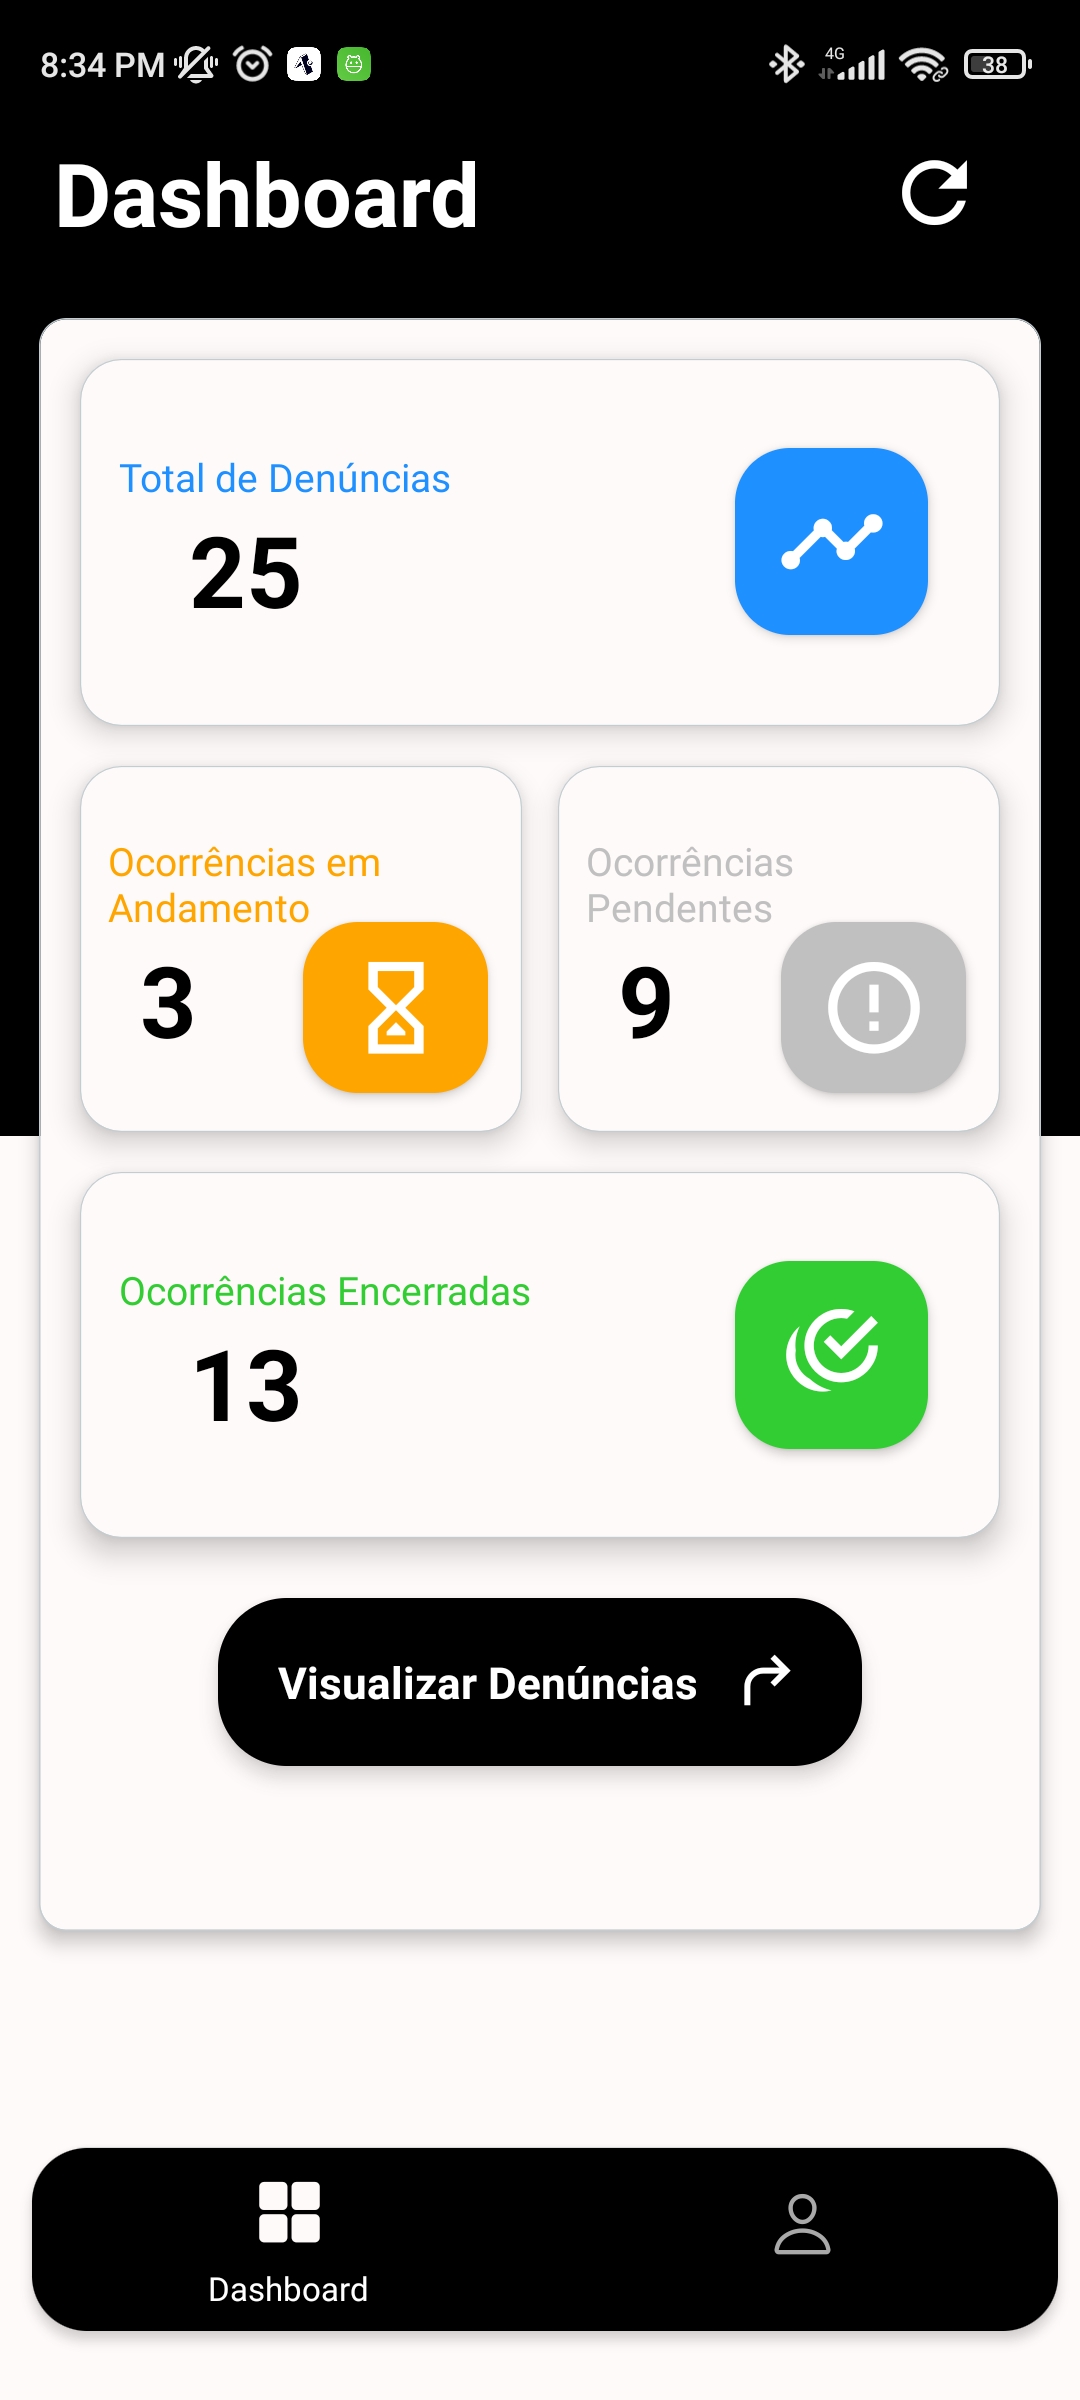 8:34 PM
4G
38
Dashboard
Total de Denúncias
25
Ocorrências em
Andamento
3
Ocorrências
Pendentes
9
Ocorrências Encerradas
13
Visualizar Denúncias
Dashboard